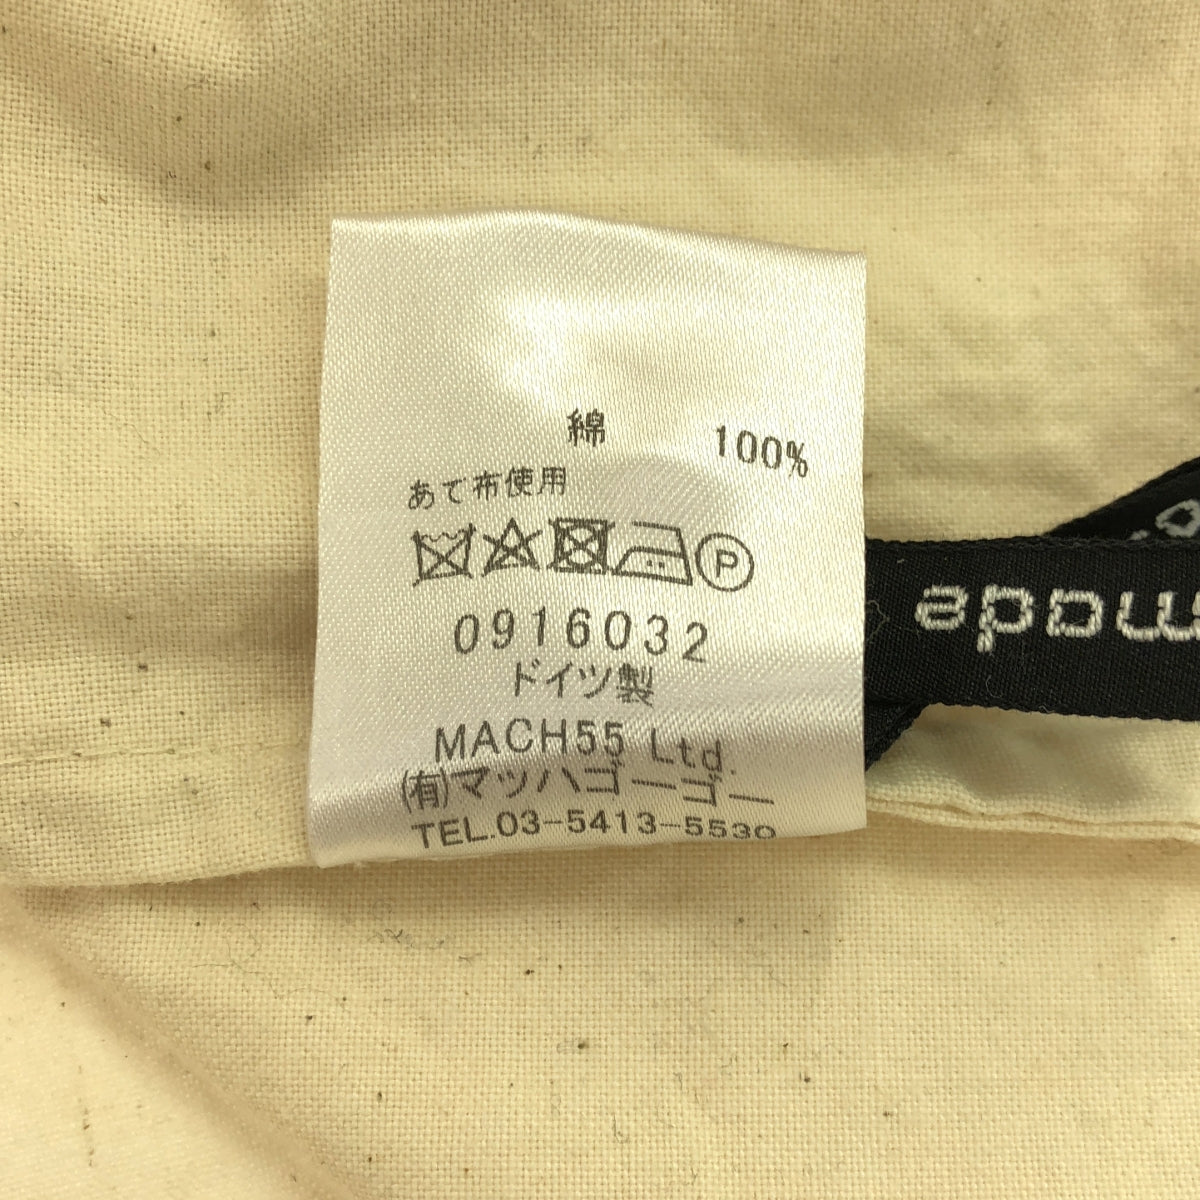 綿 100%
あて布使用
P
0916032
ドイツ製
MACH55 Ltd.
(有)マッハゴーゴー
TEL.03-5413-5530
made